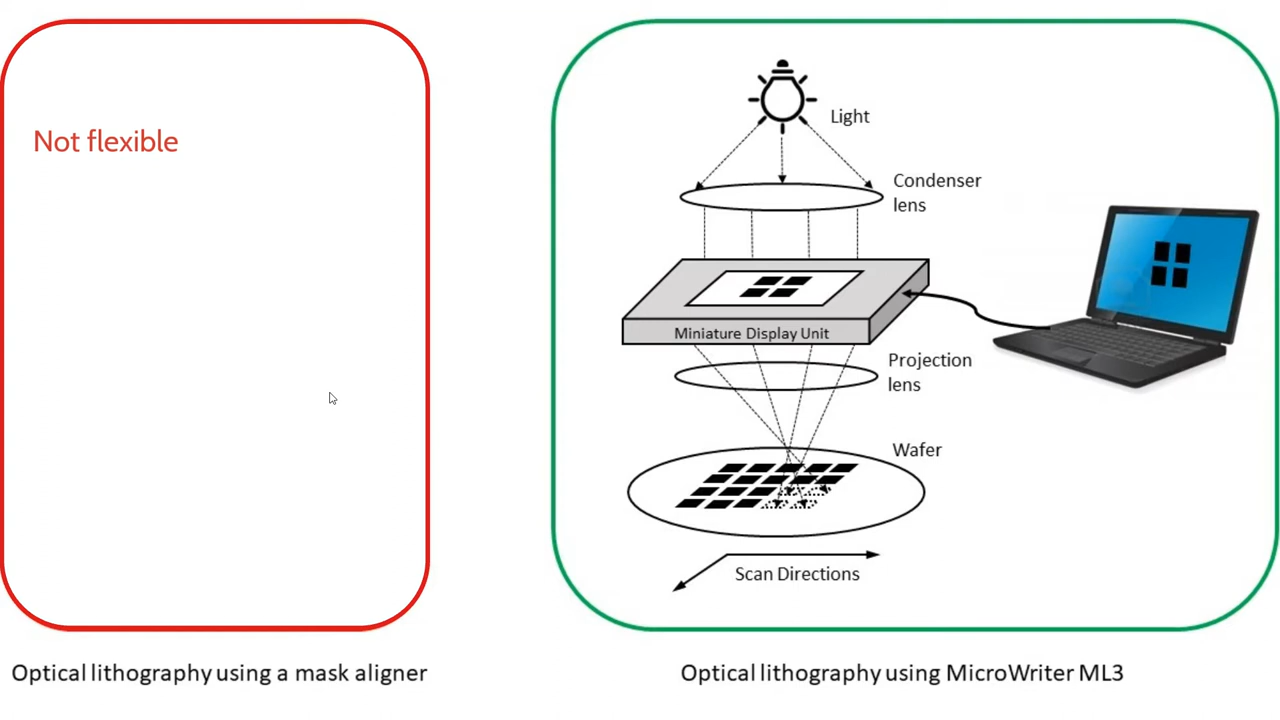 Not flexible
Light
Condenser
lens
Miniature Display Unit
Projection
lens
Wafer
Scan Directions
Optical lithography using a mask aligner
Optical lithography using MicroWriter ML3